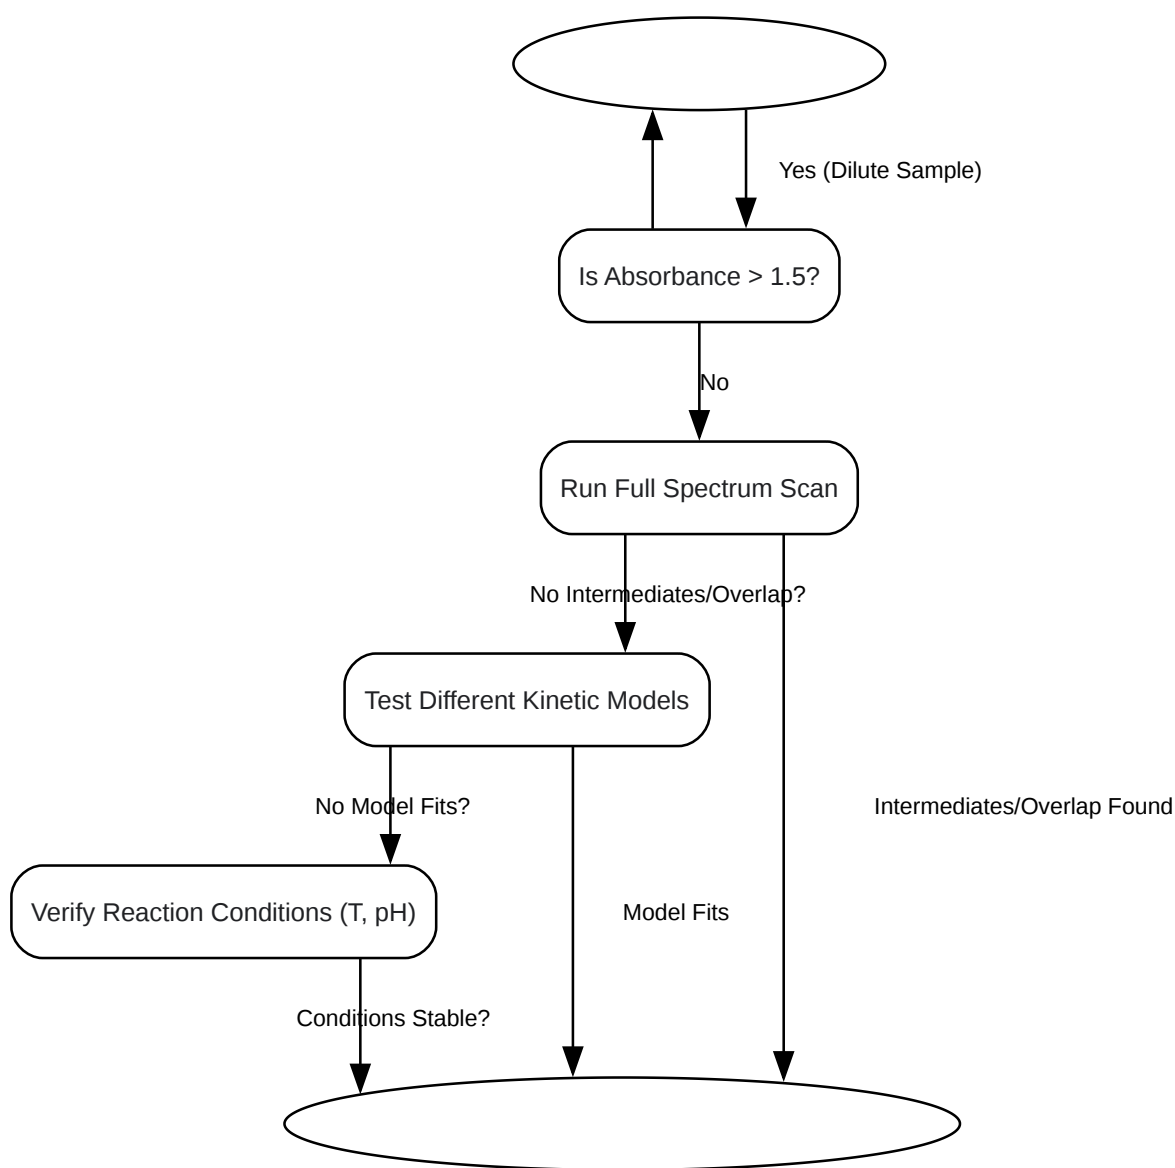 Yes (Dilute Sample)
Is Absorbance > 1.5?
No
Run Full Spectrum Scan
No Intermediates/Overlap?
Test Different Kinetic Models
No Model Fits?
Intermediates/Overlap Found
Verify Reaction Conditions (T, pH)
Model Fits
Conditions Stable?